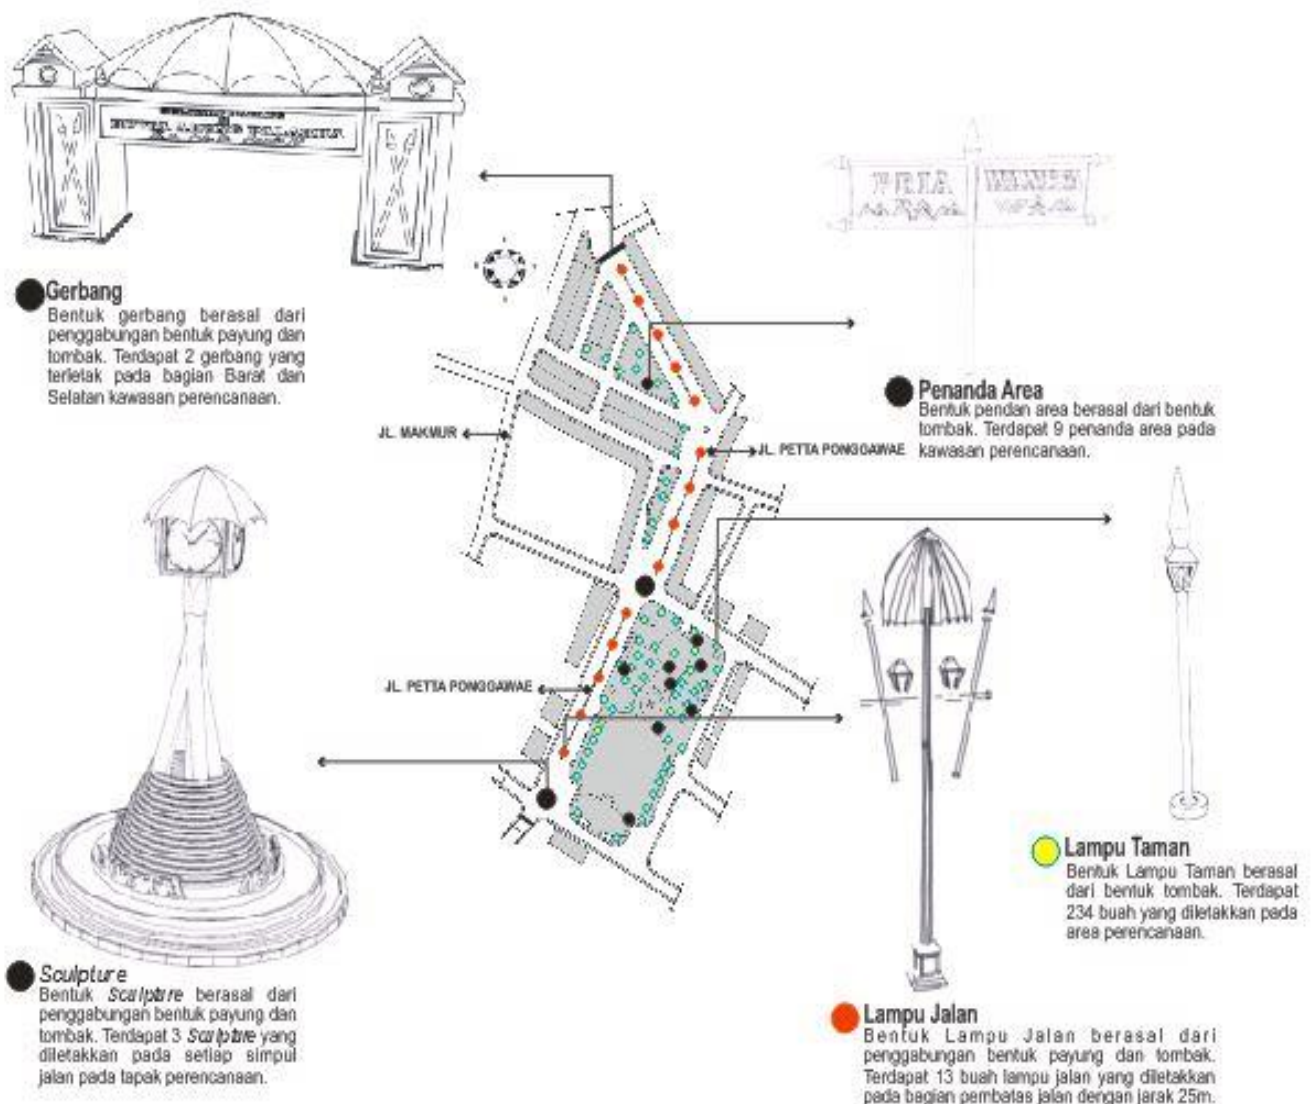 PRIA
Gerbang
Bentuk gerbang berasal dari
penggabungan bentuk payung dan
tombak. Terdapat 2 gerbang yang
terletak pada bagian Barat dan
Selatan kawasan perencanaan.
Penanda Area
Bentuk pendan area berasal dari bentuk
tombak. Terdapat 9 penanda area pada
kawasan perencanaan.
JL. MAKMUR
JL. PETTA PONGGAWAE
JL. PETTA PONGGAWAE
Lampu Taman
Bentuk Lampu Taman berasal
dari bentuk tombak. Terdapat
234 buah yang diletakkan pada
area perencanaan.
Sculpture
Bentuk Sculpture berasal dari
penggabungan bentuk payung dan
tombak. Terdapat 3 Sculpture yang
diletakkan pada setiap simpul
jalan pada tapak perencanaan.
Lampu Jalan
Bentuk Lampu Jalan berasal dari
penggabungan bentuk payung dan tombak.
Terdapat 13 buah lampu jalan yang diletakkan
pada bagian pembatas jalan dengan jarak 25m.